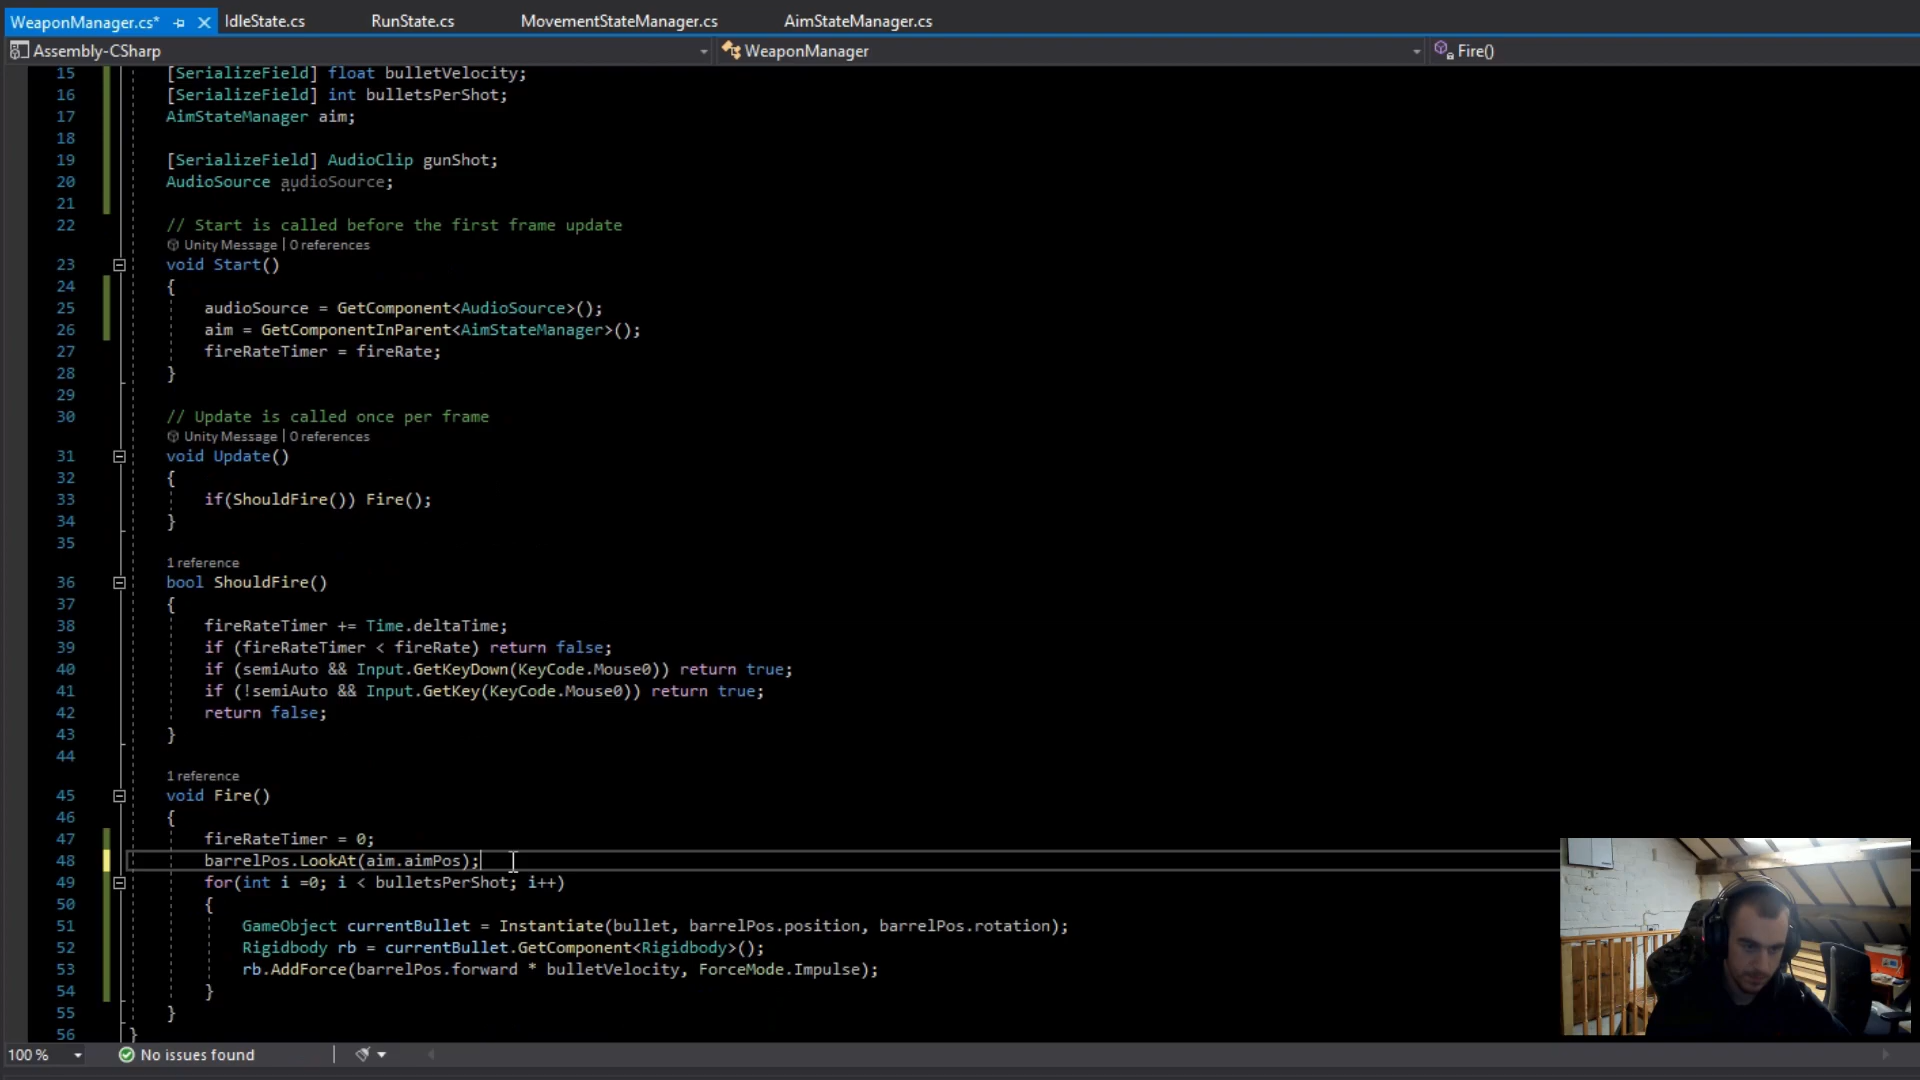 WeaponManager.cs*
IdleState.cs
RunState.cs
MovementStateManager.cs
AimStateManager.cs
Assembly-CSharp
WeaponManager
Fire()
15 [SerializeField] float bulletVelocity;
16 [SerializeField] int bulletsPerShot;
17 AimStateManager aim;
18
19 [SerializeField] AudioClip gunShot;
20 AudioSource audioSource;
21
22 // Start is called before the first frame update
Unity Message | 0 references
23 void Start()
24 {
25 audioSource = GetComponent<AudioSource>();
26 aim = GetComponentInParent<AimStateManager>();
27 fireRateTimer = fireRate;
28 }
29
30 // Update is called once per frame
Unity Message | 0 references
31 void Update()
32 {
33 if(ShouldFire()) Fire();
34 }
35
1 reference
36 bool ShouldFire()
37 {
38 fireRateTimer += Time.deltaTime;
39 if (fireRateTimer < fireRate) return false;
40 if (semiAuto && Input.GetKeyDown(KeyCode.Mouse0)) return true;
41 if (!semiAuto && Input.GetKey(KeyCode.Mouse0)) return true;
42 return false;
43 }
44
1 reference
45 void Fire()
46 {
47 fireRateTimer = 0;
48 barrelPos.LookAt(aim.aimPos);
49 for(int i =0; i < bulletsPerShot; i++)
50 {
51 GameObject currentBullet = Instantiate(bullet, barrelPos.position, barrelPos.rotation);
52 Rigidbody rb = currentBullet.GetComponent<Rigidbody>();
53 rb.AddForce(barrelPos.forward * bulletVelocity, ForceMode.Impulse);
54 }
55 }
56 }
100 %
No issues found